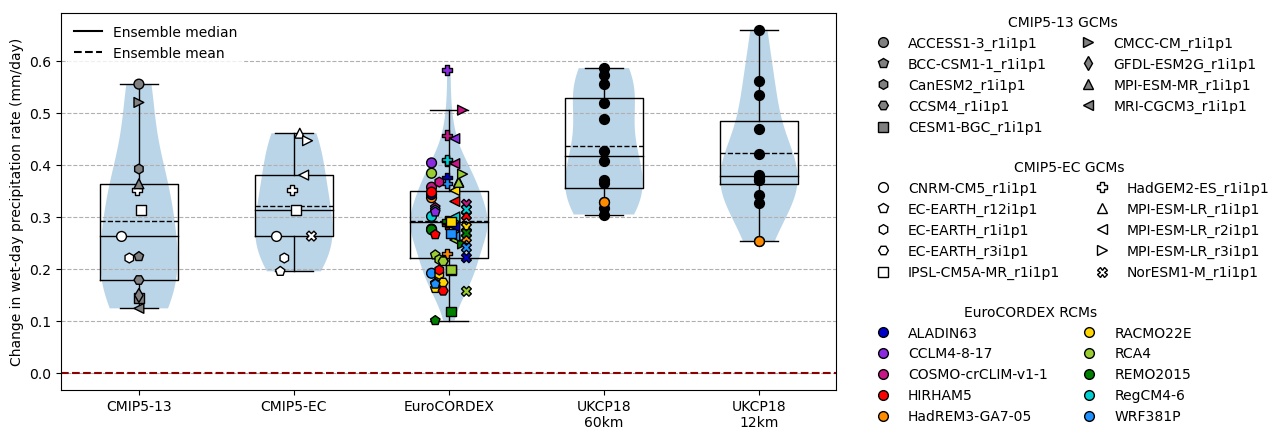 Change in wet-day precipitation rate (mm/day)
0.6
0.5
0.4
0.3
0.2
0.1
0.0
Ensemble median
Ensemble mean
CMIP5-13
CMIP5-EC
EuroCORDEX
UKCP18
60km
UKCP18
12km
CMIP5-13 GCMs
ACCESS1-3_r1i1p1
BCC-CSM1-1_r1i1p1
CanESM2_r1i1p1
CCSM4_r1i1p1
CESM1-BGC_r1i1p1
CMCC-CM_r1i1p1
GFDL-ESM2G_r1i1p1
MPI-ESM-MR_r1i1p1
MRI-CGCM3_r1i1p1
CMIP5-EC GCMs
CNRM-CM5_r1i1p1
EC-EARTH_r12i1p1
EC-EARTH_r1i1p1
EC-EARTH_r3i1p1
IPSL-CM5A-MR_r1i1p1
HadGEM2-ES_r1i1p1
MPI-ESM-LR_r1i1p1
MPI-ESM-LR_r2i1p1
MPI-ESM-LR_r3i1p1
NorESM1-M_r1i1p1
EuroCORDEX RCMs
ALADIN63
CCLM4-8-17
COSMO-crCLIM-v1-1
HIRHAM5
HadREM3-GA7-05
RACMO22E
RCA4
REMO2015
RegCM4-6
WRF381P